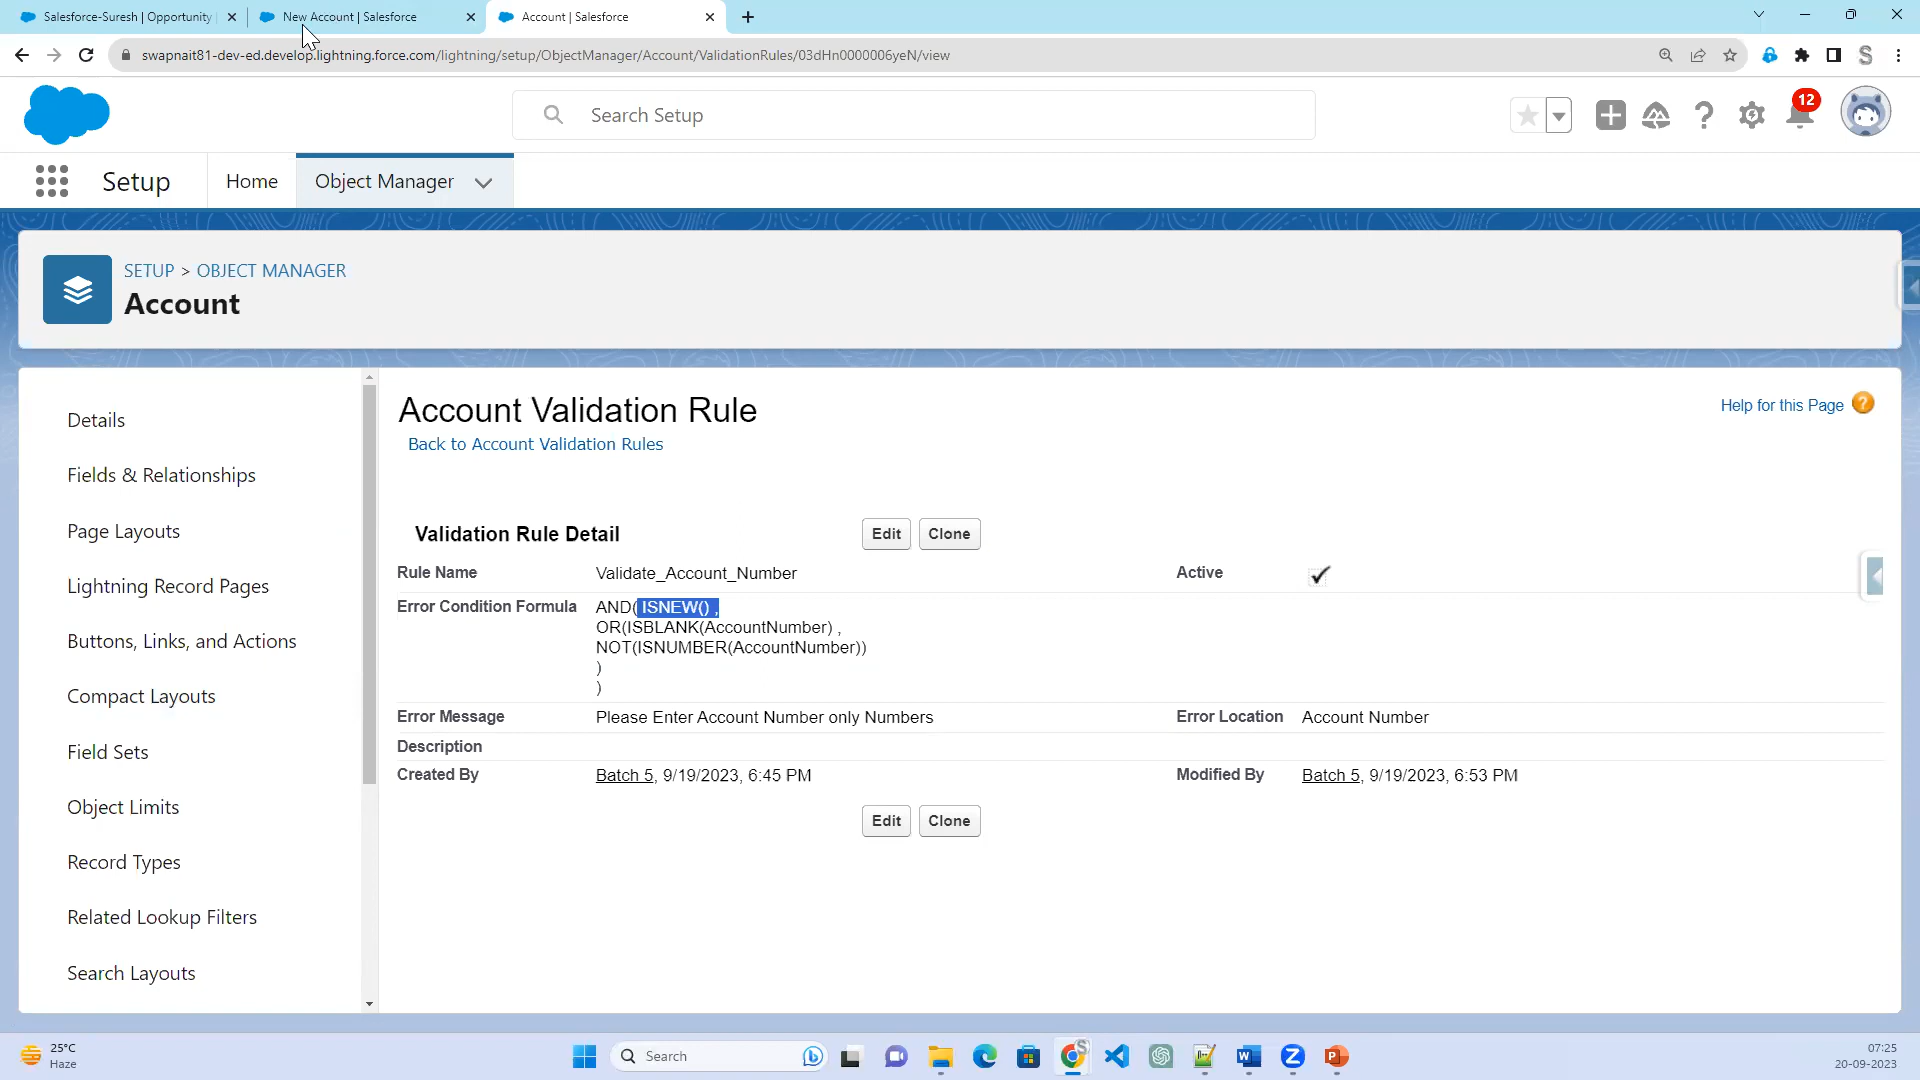 Salesforce-Suresh | Opportunity
New Account | Salesforce
Account | Salesforce
swapnait81-dev-ed.develop.lightning.force.com/lightning/setup/ObjectManager/Account/ValidationRules/03dHn0000006yeN/view
Search Setup
12
Setup
Home
Object Manager
SETUP > OBJECT MANAGER
Account
Details
Fields & Relationships
Page Layouts
Lightning Record Pages
Buttons, Links, and Actions
Compact Layouts
Field Sets
Object Limits
Record Types
Related Lookup Filters
Search Layouts
Account Validation Rule
Help for this Page
Back to Account Validation Rules
Validation Rule Detail
Edit Clone
Rule Name Validate_Account_Number Active
Error Condition Formula AND( ISNEW() ,
OR(ISBLANK(AccountNumber) ,
NOT(ISNUMBER(AccountNumber))
)
)
Error Message Please Enter Account Number only Numbers Error Location Account Number
Description
Created By Batch 5, 9/19/2023, 6:45 PM Modified By Batch 5, 9/19/2023, 6:53 PM
Edit Clone
25°C
Haze
Search
07:25
20-09-2023